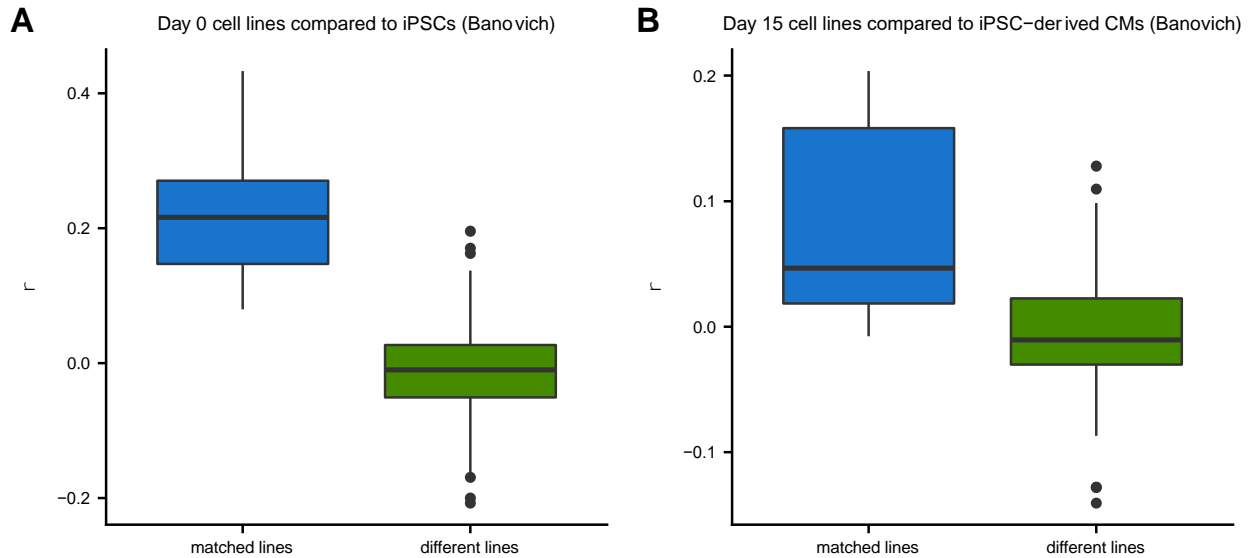 A
Day 0 cell lines compared to iPSCs (Banovich)
r
0.4
0.2
0.0
−0.2
matched lines
different lines
B
Day 15 cell lines compared to iPSC−derived CMs (Banovich)
r
0.2
0.1
0.0
−0.1
matched lines
different lines